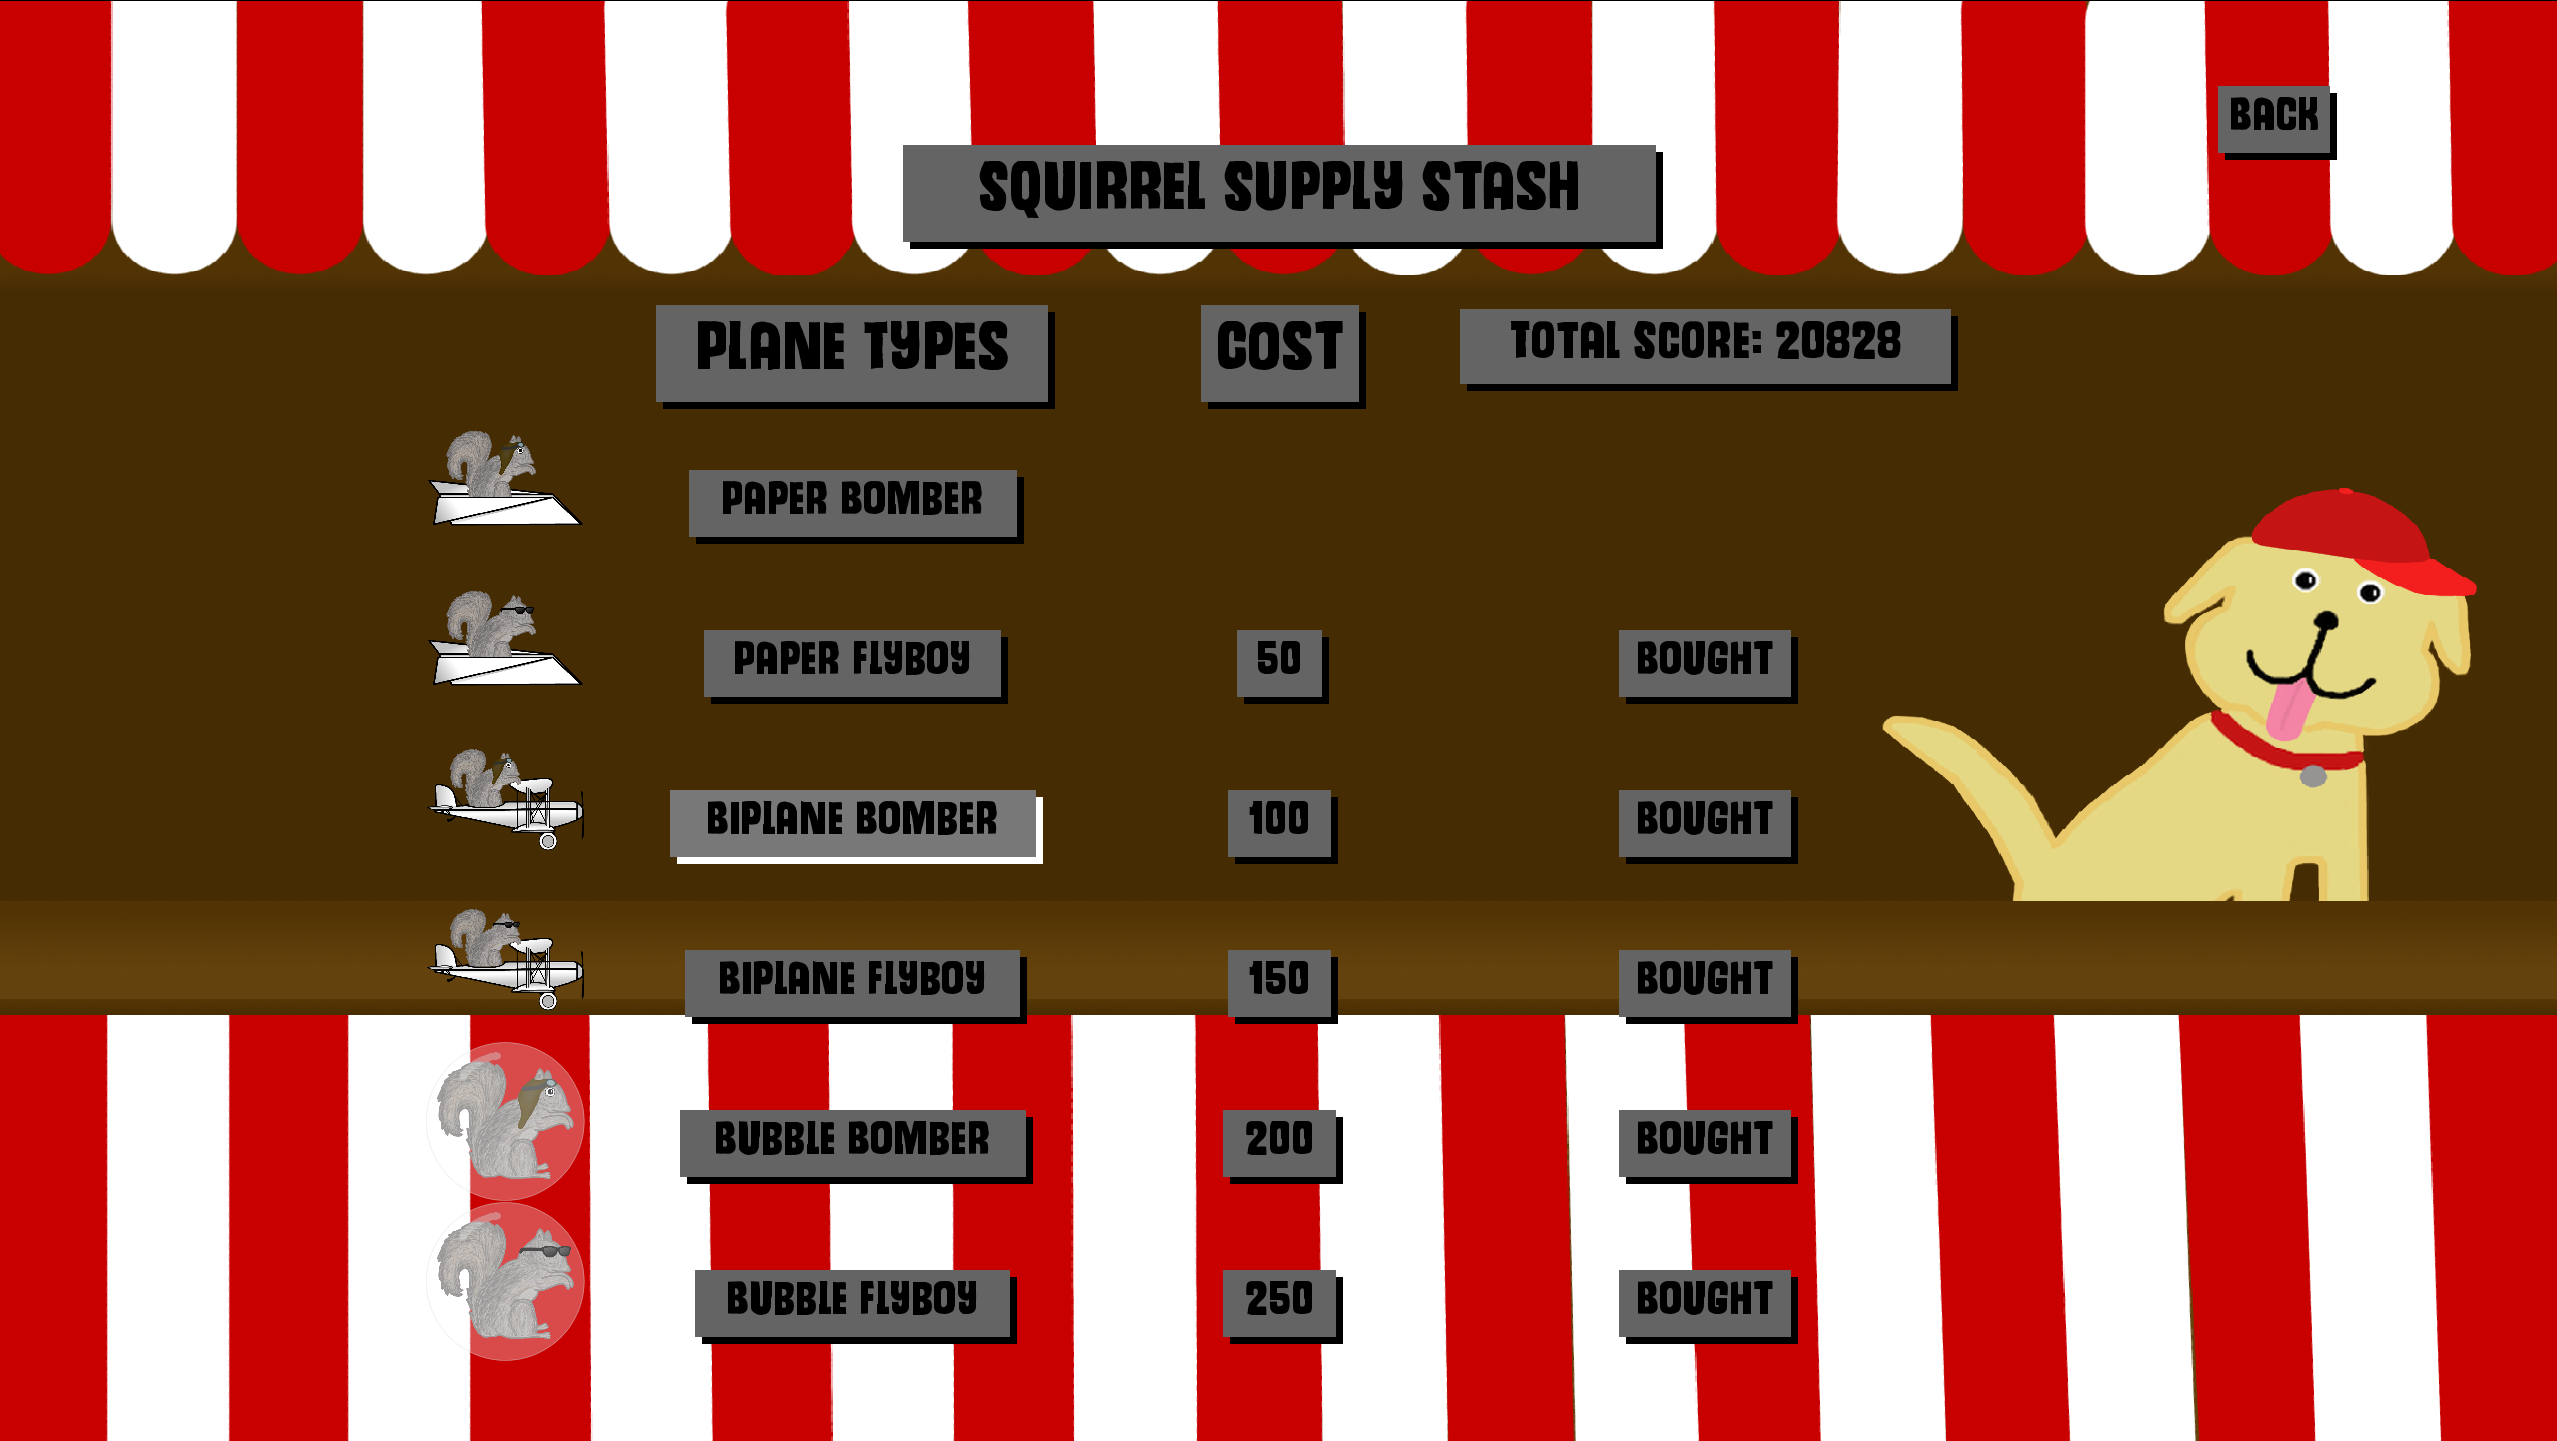 BACK
SQUIRREL SUPPLY STASH
PLANE TYPES COST TOTAL SCORE: 20828
PAPER BOMBER
PAPER FLYBOY 50 BOUGHT
BIPLANE BOMBER 100 BOUGHT
BIPLANE FLYBOY 150 BOUGHT
BUBBLE BOMBER 200 BOUGHT
BUBBLE FLYBOY 250 BOUGHT